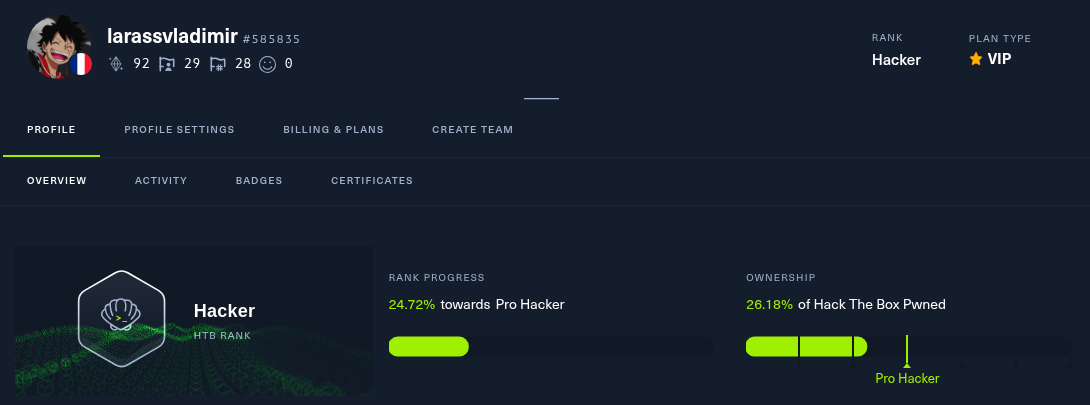 larassvladimir #585835
92 29 28 0
RANK
Hacker
PLAN TYPE
VIP
PROFILE PROFILE SETTINGS BILLING & PLANS CREATE TEAM
OVERVIEW ACTIVITY BADGES CERTIFICATES
>_
Hacker
HTB RANK
RANK PROGRESS
24.72% towards Pro Hacker
OWNERSHIP
26.18% of Hack The Box Pwned
Pro Hacker